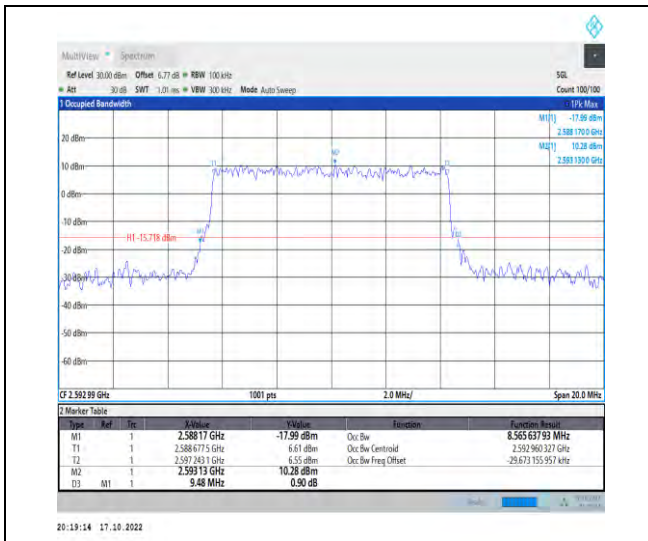 MultiView Spectrum
Ref Level 30.00 dBm Offset 6.77 dB RBW 100 kHz SGL
Att 30 dB SWT 1.01 ms VBW 300 kHz Mode Auto Sweep Count 100/100
1 Occupied Bandwidth 1Pk Max
M1[1] -17.99 dBm
2.588 170 0 GHz
M2[1] 10.28 dBm
2.593 130 0 GHz
20 dBm
M2
T1
10 dBm
0 dBm
-10 dBm
H1 -15.718 dBm
-20 dBm
-30 dBm
-40 dBm
-50 dBm
-60 dBm
CF 2.592 99 GHz 1001 pts 2.0 MHz/ Span 20.0 MHz
2 Marker Table
Type Ref Trc X-Value Y-Value Function Function Result
M1 1 2.588 17 GHz -17.99 dBm Occ Bw 8.565 637 93 MHz
T1 1 2.588 677 5 GHz 6.61 dBm Occ Bw Centroid 2.592 960 327 GHz
T2 1 2.597 243 1 GHz 6.55 dBm Occ Bw Freq Offset -29.673 155 957 kHz
M2 1 2.593 13 GHz 10.28 dBm
D3 M1 1 9.48 MHz 0.90 dB
20:19:14 17.10.2022